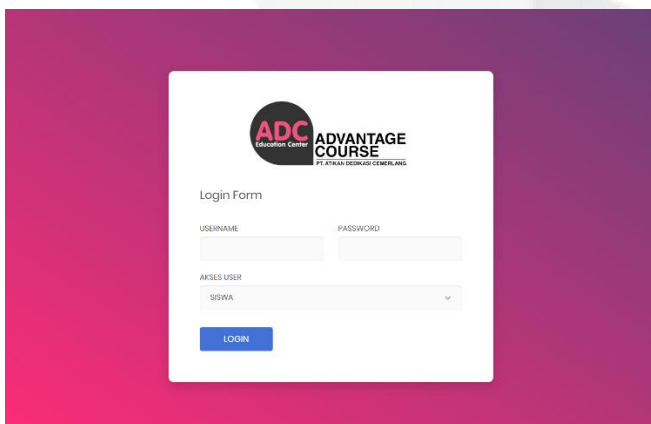 ADC
Education Center
ADVANTAGE
COURSE
PT. ATIKAN DEDIKASI CEMERLANG
Login Form
USERNAME PASSWORD
AKSES USER
SISWA
LOGIN